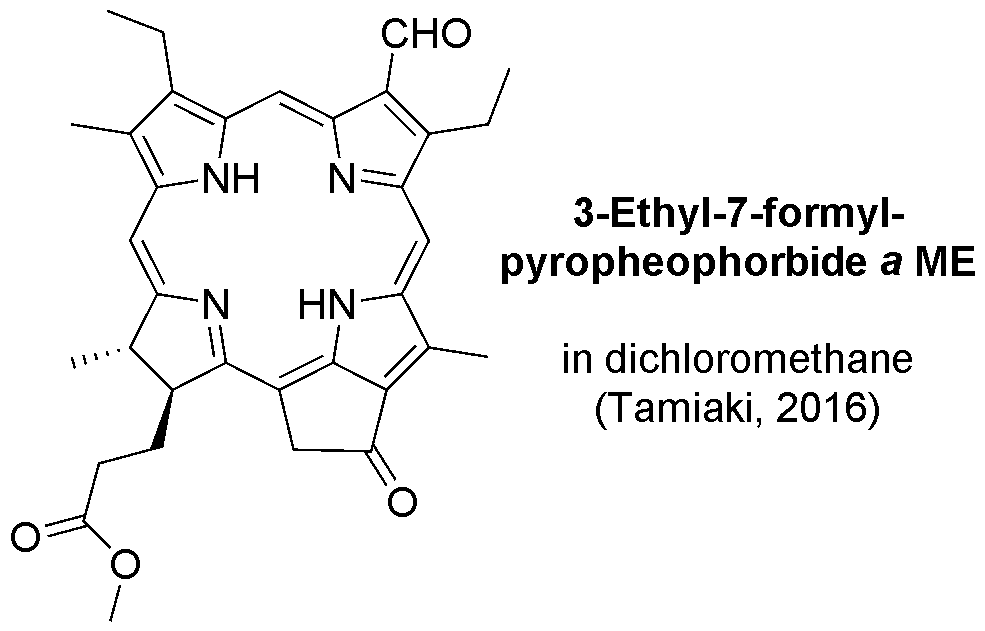 CHO
NH
N
N
HN
O
O
O
3-Ethyl-7-formyl-
pyropheophorbide a ME
in dichloromethane
(Tamiaki, 2016)